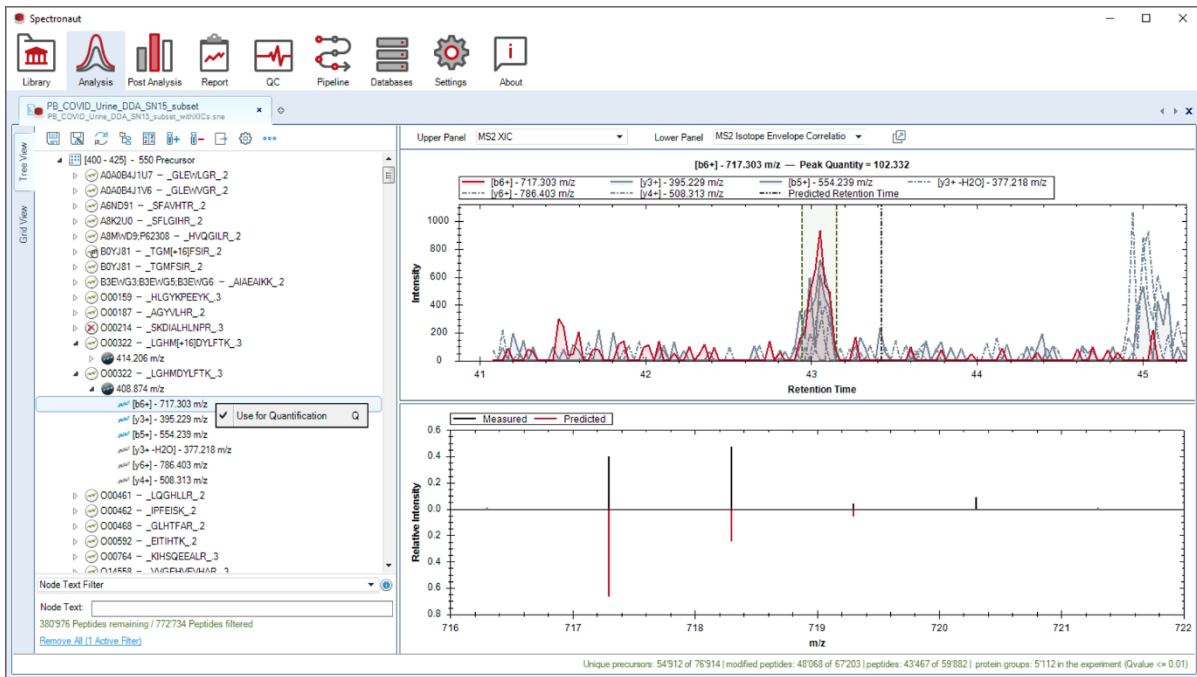 Spectronaut
Library Analysis Post Analysis Report QC Pipeline Databases Settings About
PB_COVID_Urine_DDA_SN15_subset
PB_COVID_Urine_DDA_SN15_subset_withXICs.sne
Tree View
Grid View
[400 - 425] - 550 Precursor
A0A0B4J1U7 - _GLEWLGR_.2
A0A0B4J1V6 - _GLEWVGR_.2
A6ND91 - _SFAVHTR_.2
A8K2U0 - _SFLGIHR_.2
A8MWD9;P62308 - _HVQGILR_.2
B0YJ81 - _TGM[+16]FSIR_.2
B0YJ81 - _TGMFSIR_.2
B3EWG3;B3EWG5;B3EWG6 - _AIAEAIKK_.2
O00159 - _HLGYKPEEYK_.3
O00187 - _AGYVLHR_.2
O00214 - _SKDIALHLNPR_.3
O00322 - _LGHM[+16]DYLFTK_.3
414.206 m/z
O00322 - _LGHMDYLFTK_.3
408.874 m/z
[b6+] - 717.303 m/z
[y3+] - 395.229 m/z
[b5+] - 554.239 m/z
[y3+ -H2O] - 377.218 m/z
[y6+] - 786.403 m/z
[y4+] - 508.313 m/z
Use for Quantification Q
O00461 - _LQGHLLR_.2
O00462 - _IPFEISK_.2
O00468 - _GLHTFAR_.2
O00592 - _EITIHTK_.2
O00764 - _KIHSQEEALR_.3
Node Text Filter
Node Text:
380'976 Peptides remaining / 772'734 Peptides filtered
Remove All (1 Active Filter)
Upper Panel MS2 XIC Lower Panel MS2 Isotope Envelope Correlatio
[b6+] - 717.303 m/z — Peak Quantity = 102.332
[b6+] - 717.303 m/z [y3+] - 395.229 m/z [b5+] - 554.239 m/z [y3+ -H2O] - 377.218 m/z
[y6+] - 786.403 m/z [y4+] - 508.313 m/z Predicted Retention Time
Intensity
1000
800
600
400
200
0
41 42 43 44 45
Retention Time
Measured Predicted
Relative Intensity
0.6
0.4
0.2
0.0
0.2
0.4
0.6
0.8
716 717 718 719 720 721 722
m/z
Unique precursors: 54'912 of 76'914 | modified peptides: 48'068 of 67'203 | peptides: 43'467 of 59'882 | protein groups: 5'112 in the experiment (Qvalue <= 0.01)